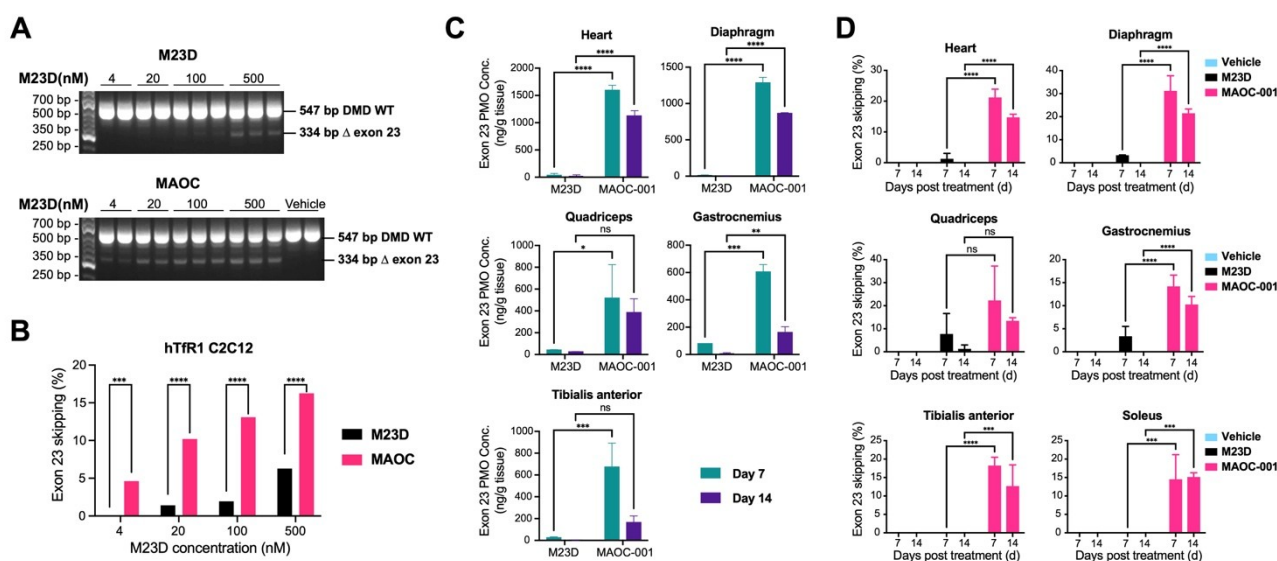 A
M23D
M23D(nM) 4 20 100 500
700 bp
500 bp
350 bp
250 bp
547 bp DMD WT
334 bp Δ exon 23
MAOC
M23D(nM) 4 20 100 500 Vehicle
700 bp
500 bp
350 bp
250 bp
547 bp DMD WT
334 bp Δ exon 23
B
hTfR1 C2C12
Exon 23 skipping (%)
20
15
10
5
0
*** **** **** ****
4 20 100 500
M23D concentration (nM)
M23D
MAOC
C
Heart
Exon 23 PMO Conc.
(ng/g tissue)
2000
1500
1000
500
0
****
****
M23D MAOC-001
Diaphragm
1500
1000
500
0
****
****
M23D MAOC-001
Quadriceps
Exon 23 PMO Conc.
(ng/g tissue)
1000
800
600
400
200
0
ns
*
M23D MAOC-001
Gastrocnemius
800
600
400
200
0
**
***
M23D MAOC-001
Tibialis anterior
Exon 23 PMO Conc.
(ng/g tissue)
1000
800
600
400
200
0
ns
***
M23D MAOC-001
Day 7
Day 14
D
Heart
Exon 23 skipping (%)
30
20
10
0
****
****
7 14 7 14 7 14
Days post treatment (d)
Diaphragm
40
30
20
10
0
****
****
7 14 7 14 7 14
Days post treatment (d)
Vehicle
M23D
MAOC-001
Quadriceps
Exon 23 skipping (%)
40
30
20
10
0
ns
ns
7 14 7 14 7 14
Days post treatment (d)
Gastrocnemius
25
20
15
10
5
0
****
****
7 14 7 14 7 14
Days post treatment (d)
Vehicle
M23D
MAOC-001
Tibialis anterior
Exon 23 skipping (%)
25
20
15
10
5
0
***
****
7 14 7 14 7 14
Days post treatment (d)
Soleus
25
20
15
10
5
0
***
***
7 14 7 14 7 14
Days post treatment (d)
Vehicle
M23D
MAOC-001